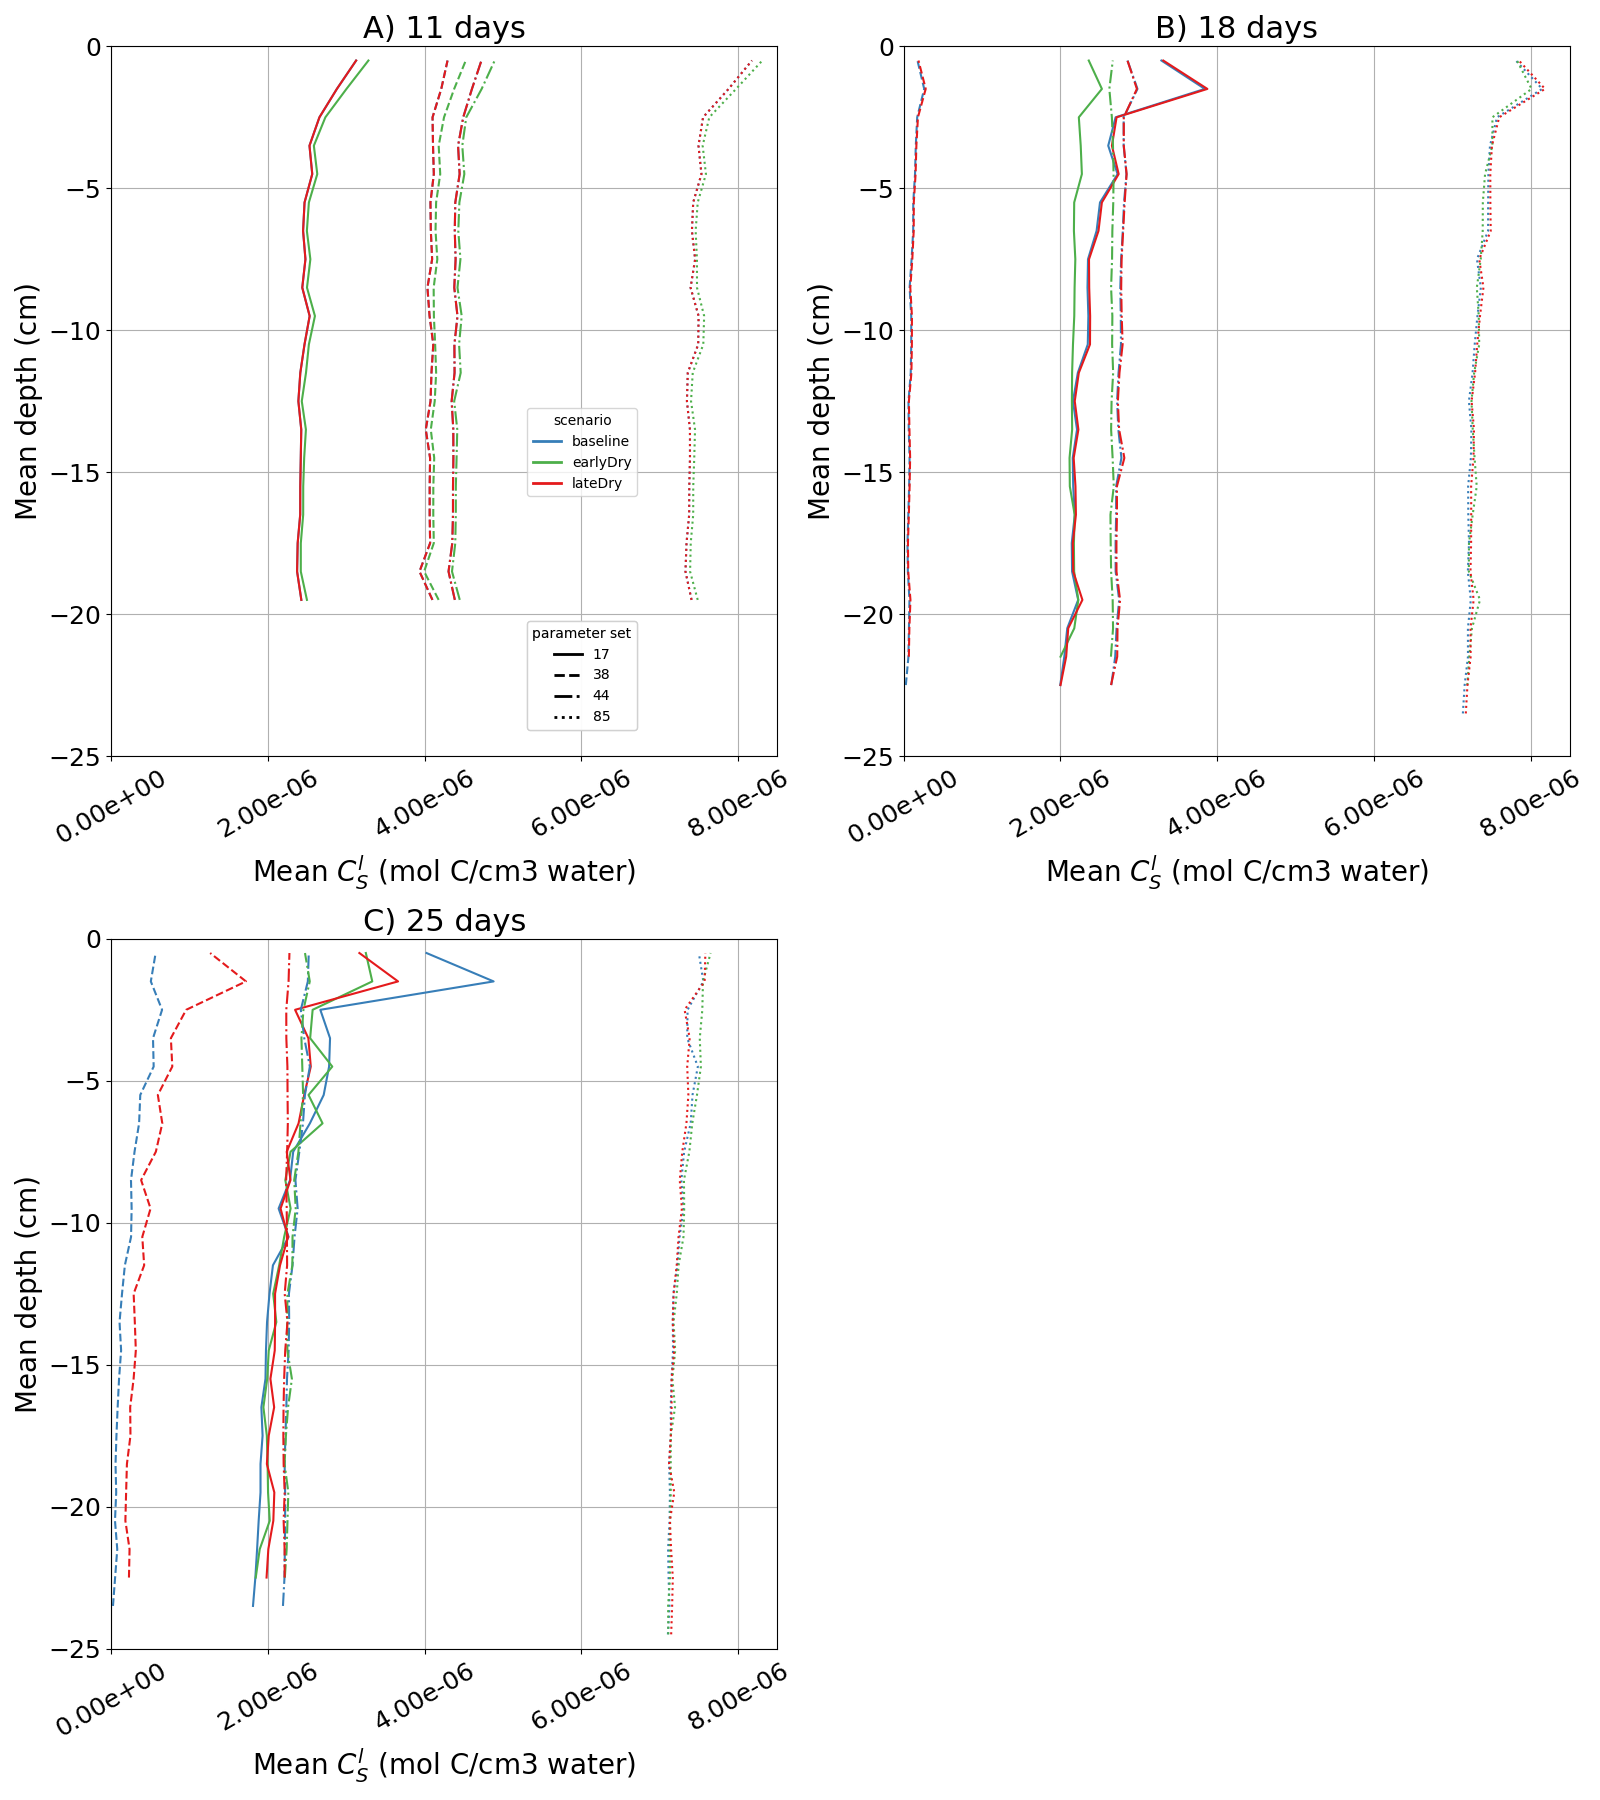 A) 11 days
B) 18 days
0
−5
−10
−15
−20
−25
Mean depth (cm)
0.00e+00
2.00e-06
4.00e-06
6.00e-06
8.00e-06
Mean C_S^l (mol C/cm3 water)
scenario
baseline
earlyDry
lateDry
parameter set
17
38
44
85
0
−5
−10
−15
−20
−25
Mean depth (cm)
0.00e+00
2.00e-06
4.00e-06
6.00e-06
8.00e-06
Mean C_S^l (mol C/cm3 water)
C) 25 days
0
−5
−10
−15
−20
−25
Mean depth (cm)
0.00e+00
2.00e-06
4.00e-06
6.00e-06
8.00e-06
Mean C_S^l (mol C/cm3 water)